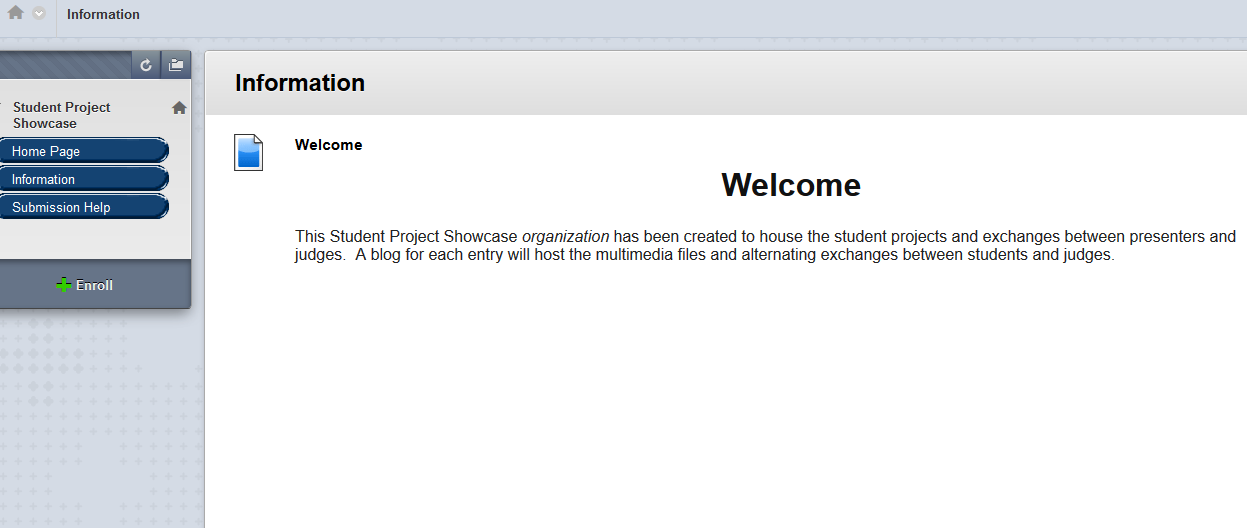 Information
Student Project
Showcase
Home Page
Information
Submission Help
Enroll
Information
Welcome
Welcome
This Student Project Showcase organization has been created to house the student projects and exchanges between presenters and
judges.  A blog for each entry will host the multimedia files and alternating exchanges between students and judges.